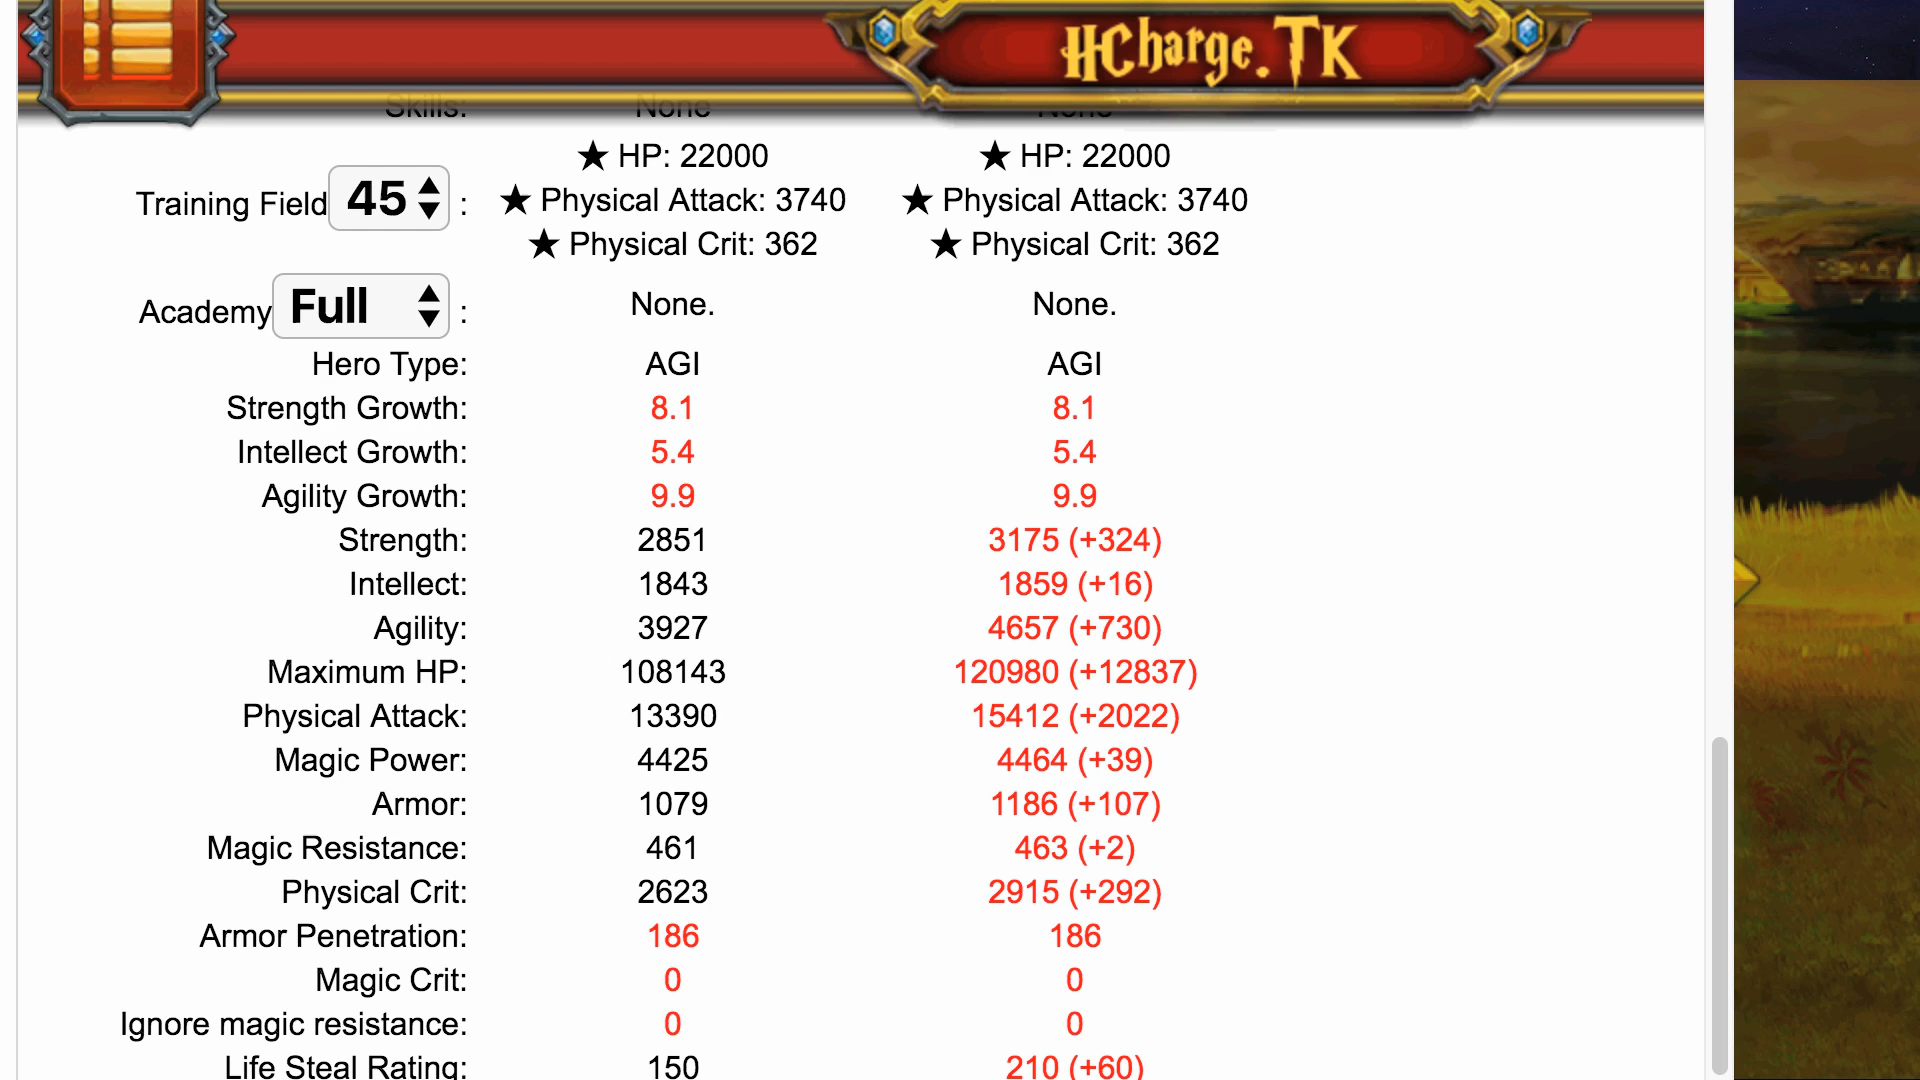 HCharge.TK
Skills: None None
★ HP: 22000 ★ HP: 22000
Training Field 45 : ★ Physical Attack: 3740 ★ Physical Attack: 3740
★ Physical Crit: 362 ★ Physical Crit: 362
Academy Full : None. None.
Hero Type: AGI AGI
Strength Growth: 8.1 8.1
Intellect Growth: 5.4 5.4
Agility Growth: 9.9 9.9
Strength: 2851 3175 (+324)
Intellect: 1843 1859 (+16)
Agility: 3927 4657 (+730)
Maximum HP: 108143 120980 (+12837)
Physical Attack: 13390 15412 (+2022)
Magic Power: 4425 4464 (+39)
Armor: 1079 1186 (+107)
Magic Resistance: 461 463 (+2)
Physical Crit: 2623 2915 (+292)
Armor Penetration: 186 186
Magic Crit: 0 0
Ignore magic resistance: 0 0
Life Steal Rating: 150 210 (+60)